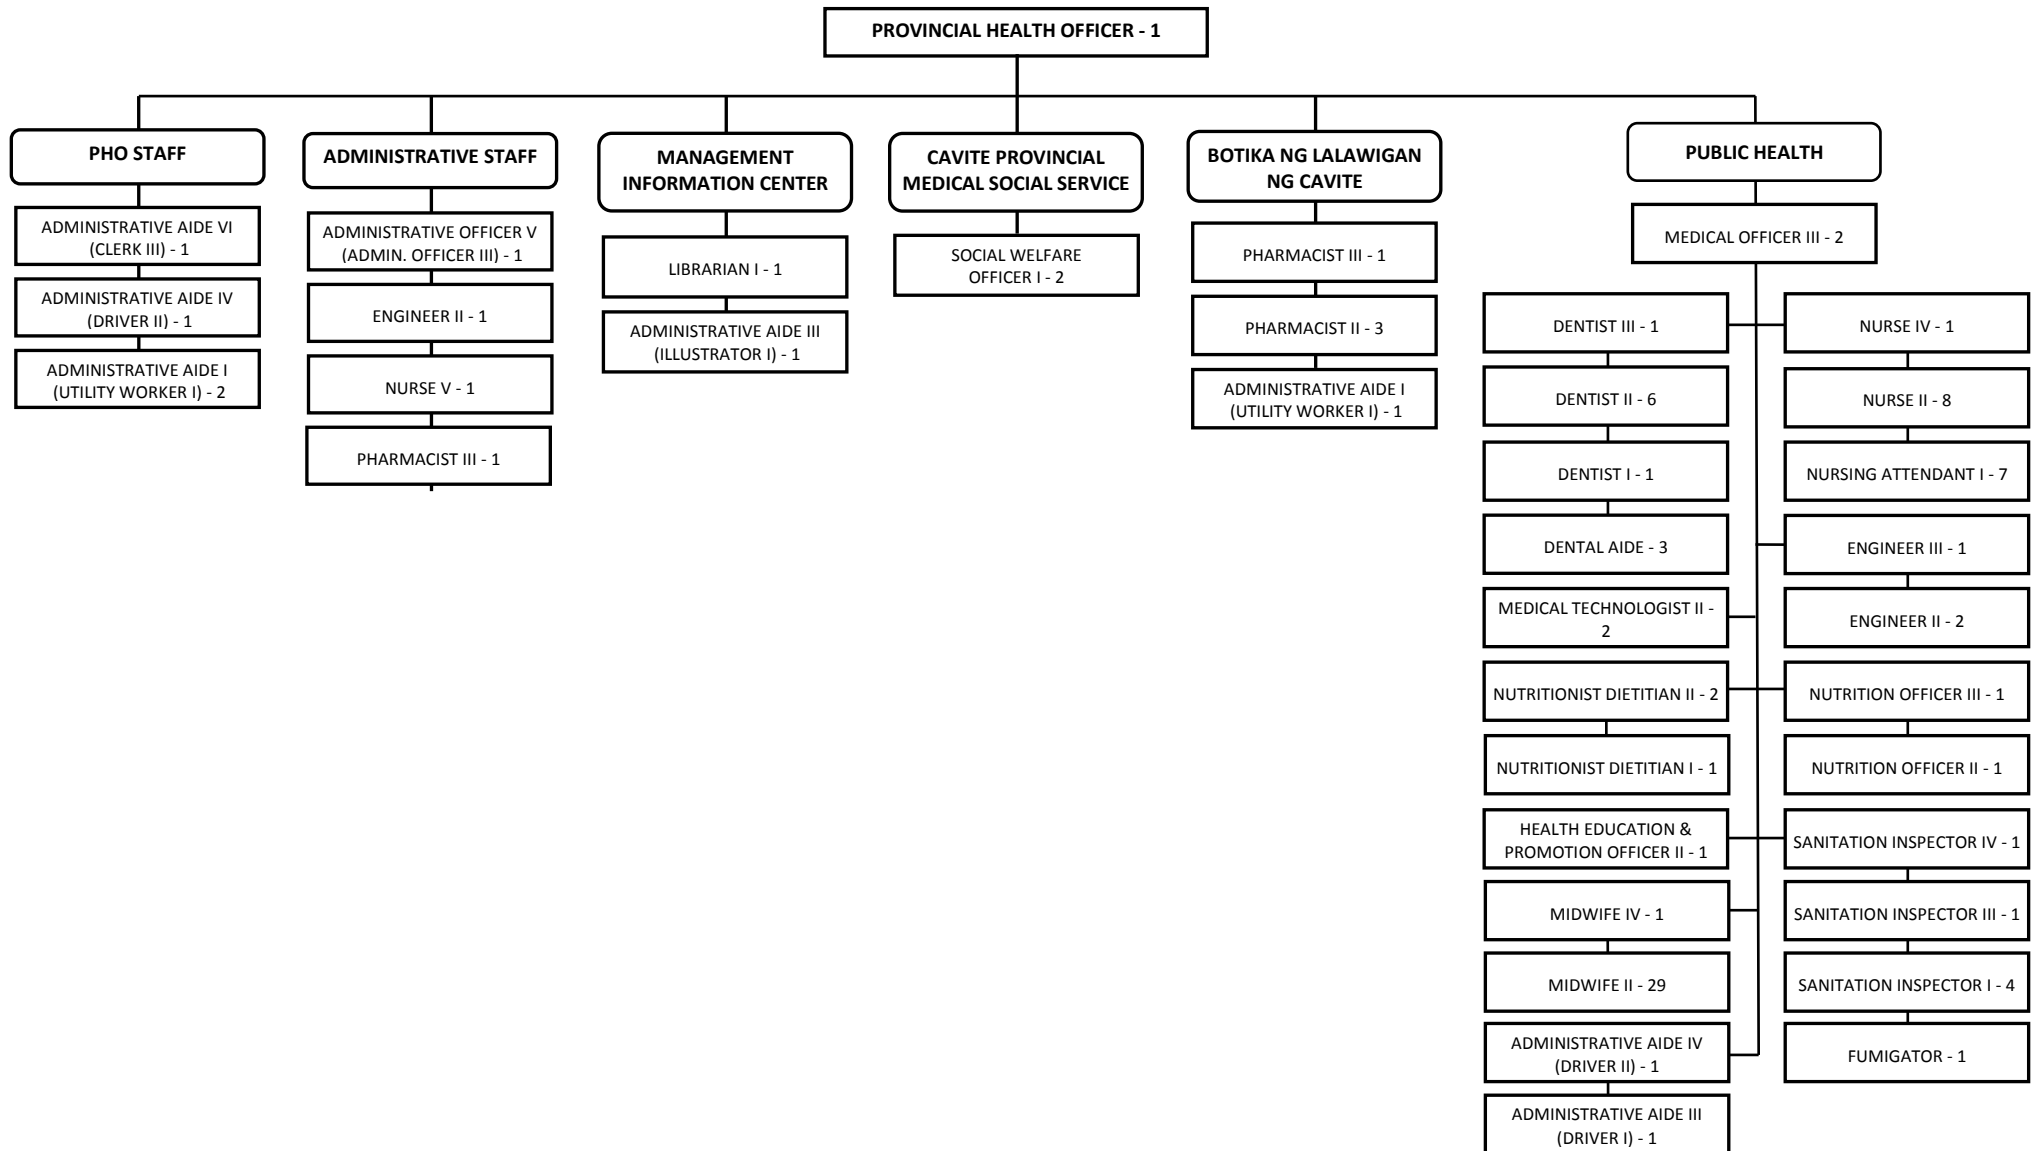 PROVINCIAL HEALTH OFFICER - 1
PHO STAFF
ADMINISTRATIVE AIDE VI
(CLERK III) - 1
ADMINISTRATIVE AIDE IV
(DRIVER II) - 1
ADMINISTRATIVE AIDE I
(UTILITY WORKER I) - 2
ADMINISTRATIVE STAFF
ADMINISTRATIVE OFFICER V
(ADMIN. OFFICER III) - 1
ENGINEER II - 1
NURSE V - 1
PHARMACIST III - 1
MANAGEMENT
INFORMATION CENTER
LIBRARIAN I - 1
ADMINISTRATIVE AIDE III
(ILLUSTRATOR I) - 1
CAVITE PROVINCIAL
MEDICAL SOCIAL SERVICE
SOCIAL WELFARE
OFFICER I - 2
BOTIKA NG LALAWIGAN
NG CAVITE
PHARMACIST III - 1
PHARMACIST II - 3
ADMINISTRATIVE AIDE I
(UTILITY WORKER I) - 1
PUBLIC HEALTH
MEDICAL OFFICER III - 2
DENTIST III - 1
DENTIST II - 6
DENTIST I - 1
DENTAL AIDE - 3
MEDICAL TECHNOLOGIST II -
2
NUTRITIONIST DIETITIAN II - 2
NUTRITIONIST DIETITIAN I - 1
HEALTH EDUCATION &
PROMOTION OFFICER II - 1
MIDWIFE IV - 1
MIDWIFE II - 29
ADMINISTRATIVE AIDE IV
(DRIVER II) - 1
ADMINISTRATIVE AIDE III
(DRIVER I) - 1
NURSE IV - 1
NURSE II - 8
NURSING ATTENDANT I - 7
ENGINEER III - 1
ENGINEER II - 2
NUTRITION OFFICER III - 1
NUTRITION OFFICER II - 1
SANITATION INSPECTOR IV - 1
SANITATION INSPECTOR III - 1
SANITATION INSPECTOR I - 4
FUMIGATOR - 1